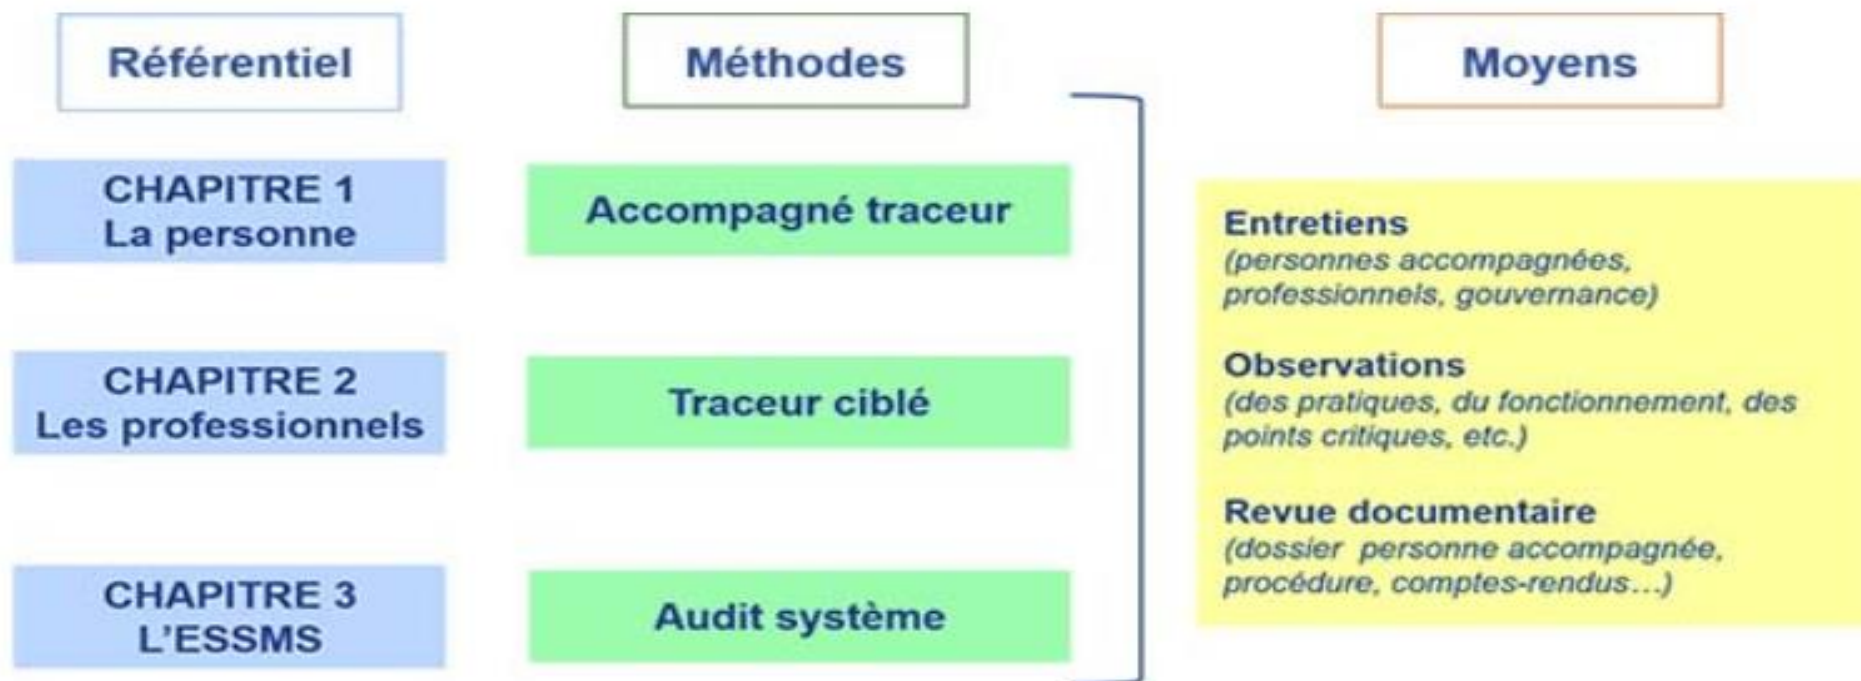 Référentiel
Méthodes
Moyens
CHAPITRE 1
La personne
Accompagné traceur
CHAPITRE 2
Les professionnels
Traceur ciblé
CHAPITRE 3
L'ESSMS
Audit système
Entretiens
(personnes accompagnées,
professionnels, gouvernance)
Observations
(des pratiques, du fonctionnement, des
points critiques, etc.)
Revue documentaire
(dossier personne accompagnée,
procédure, comptes-rendus…)